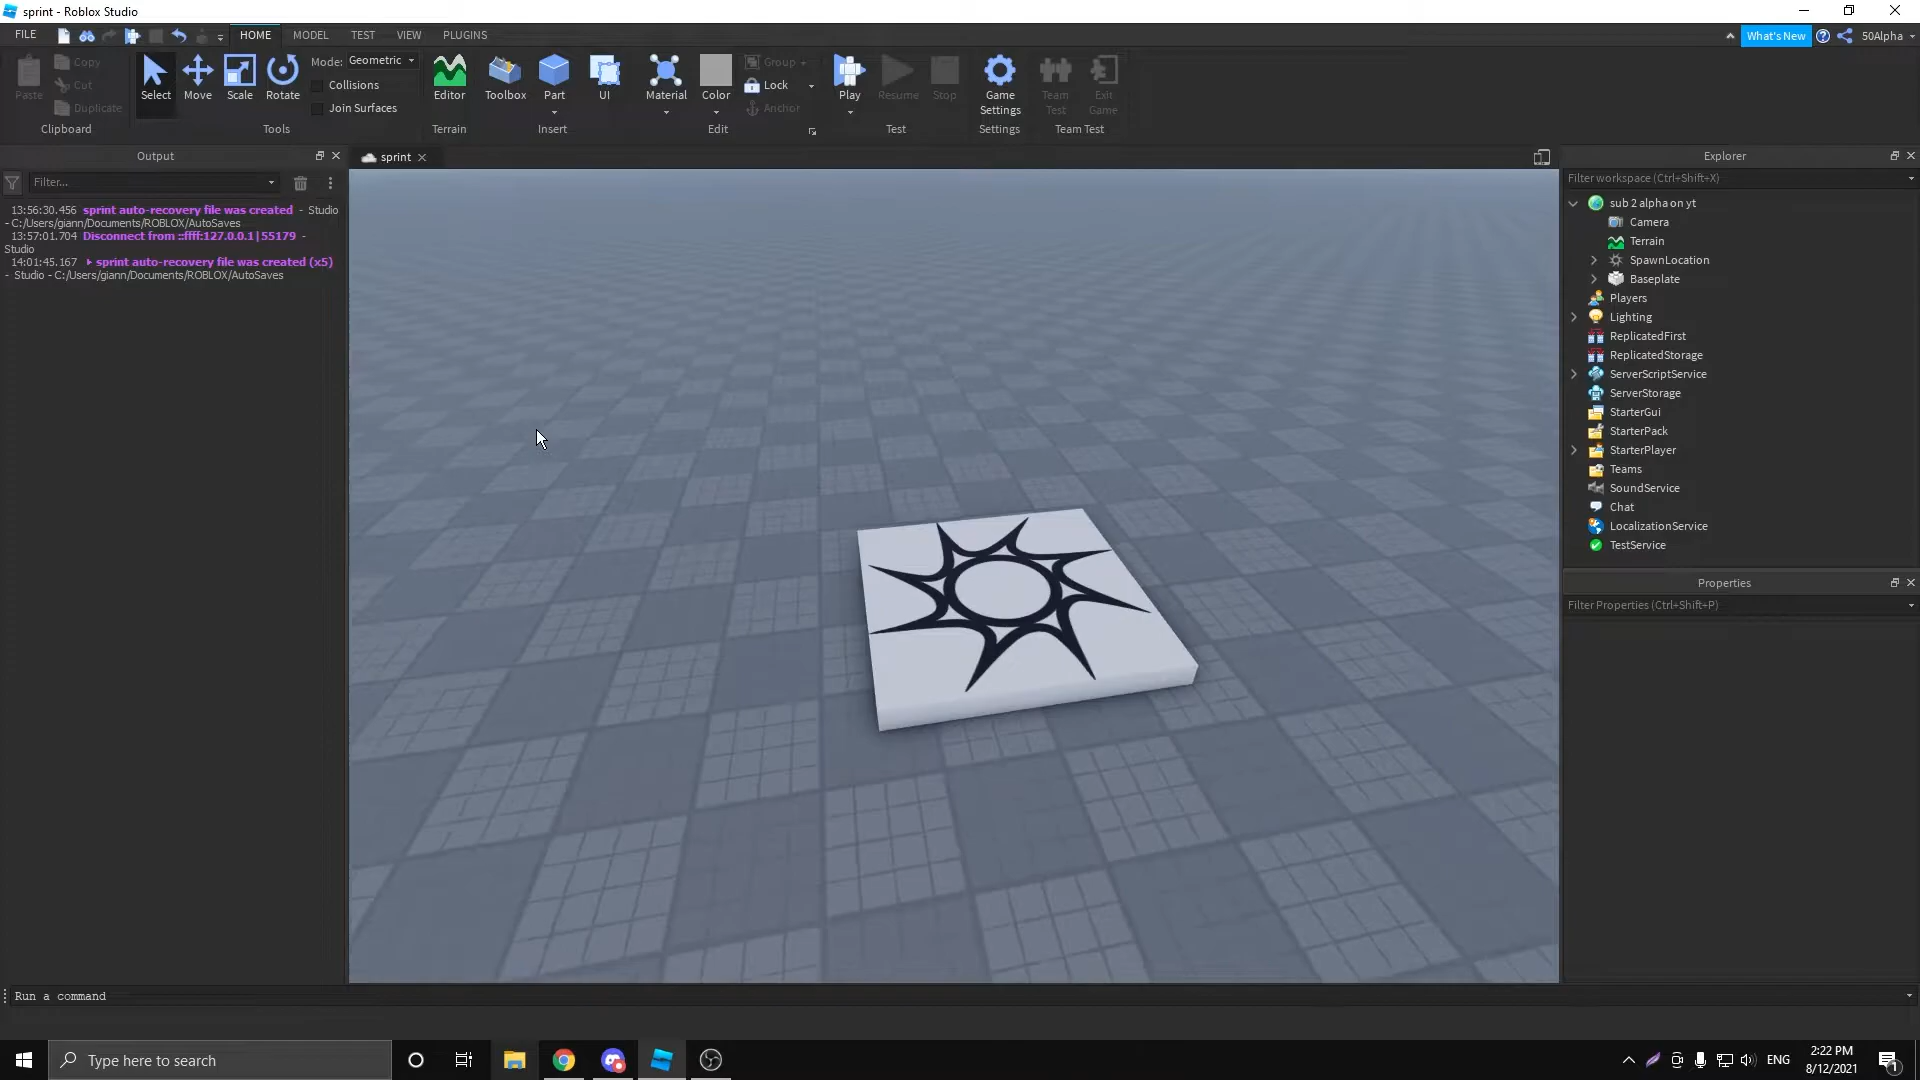 sprint - Roblox Studio
FILE
HOME
MODEL
TEST
VIEW
PLUGINS
What's New
50Alpha
Paste
Copy
Cut
Duplicate
Clipboard
Select
Move
Scale
Rotate
Mode: Geometric
Collisions
Join Surfaces
Tools
Editor
Terrain
Toolbox
Part
UI
Insert
Material
Color
Group
Lock
Anchor
Edit
Play
Resume
Stop
Test
Game
Settings
Settings
Team
Test
Exit
Game
Team Test
Output
Filter...
13:56:30.456 sprint auto-recovery file was created - Studio
- C:/Users/giann/Documents/ROBLOX/AutoSaves
13:57:01.704 Disconnect from ::ffff:127.0.0.1|55179 -
Studio
14:01:45.167 sprint auto-recovery file was created (x5)
- Studio - C:/Users/giann/Documents/ROBLOX/AutoSaves
sprint
Explorer
Filter workspace (Ctrl+Shift+X)
sub 2 alpha on yt
Camera
Terrain
SpawnLocation
Baseplate
Players
Lighting
ReplicatedFirst
ReplicatedStorage
ServerScriptService
ServerStorage
StarterGui
StarterPack
StarterPlayer
Teams
SoundService
Chat
LocalizationService
TestService
Properties
Filter Properties (Ctrl+Shift+P)
Run a command
Type here to search
ENG
2:22 PM
8/12/2021
1